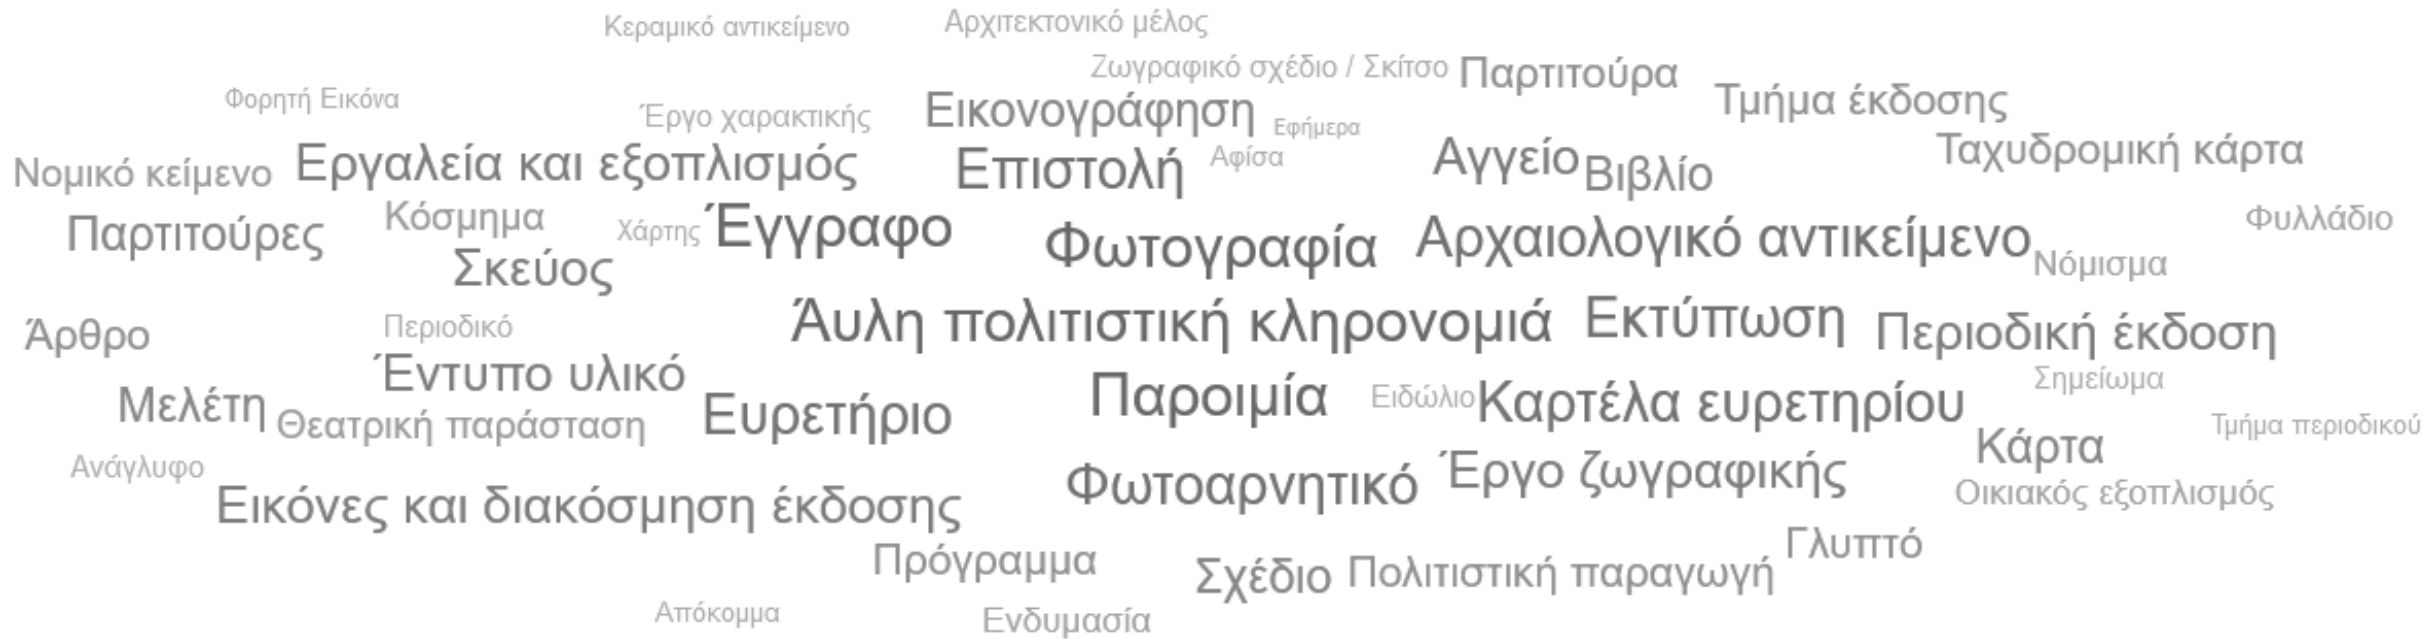 Κεραμικό αντικείμενο Αρχιτεκτονικό μέλος
Ζωγραφικό σχέδιο / Σκίτσο Παρτιτούρα
Φορητή Εικόνα Έργο χαρακτικής Εικονογράφηση Εφήμερα Τμήμα έκδοσης
Νομικό κείμενο Εργαλεία και εξοπλισμός Επιστολή Αφίσα Αγγείο Βιβλίο Ταχυδρομική κάρτα
Παρτιτούρες Κόσμημα Χάρτης Έγγραφο Φωτογραφία Αρχαιολογικό αντικείμενο Φυλλάδιο
Σκεύος Νόμισμα
Άρθρο Περιοδικό Άυλη πολιτιστική κληρονομιά Εκτύπωση Περιοδική έκδοση
Έντυπο υλικό Παροιμία Ειδώλιο Καρτέλα ευρετηρίου Σημείωμα
Μελέτη Θεατρική παράσταση Ευρετήριο Κάρτα Τμήμα περιοδικού
Ανάγλυφο Φωτοαρνητικό Έργο ζωγραφικής Οικιακός εξοπλισμός
Εικόνες και διακόσμηση έκδοσης
Πρόγραμμα Σχέδιο Πολιτιστική παραγωγή Γλυπτό
Απόκομμα Ενδυμασία